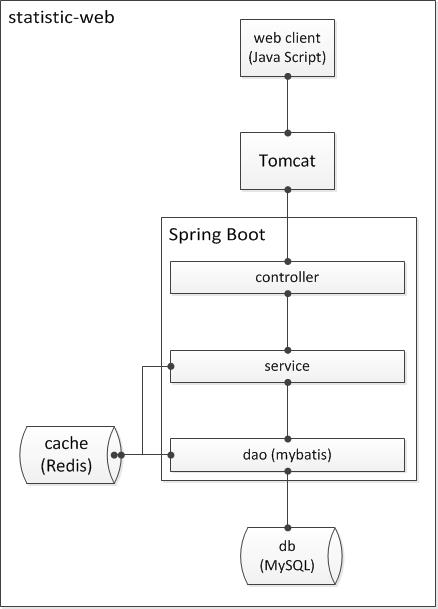 statistic-web
web client
(Java Script)
Tomcat
Spring Boot
controller
service
cache
(Redis)
dao (mybatis)
db
(MySQL)